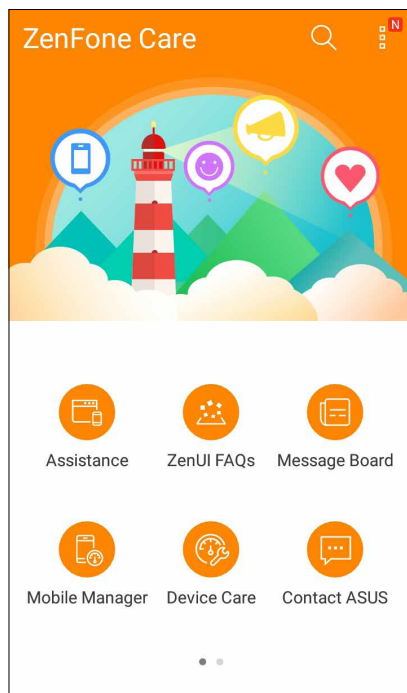 ZenFone Care
N
Assistance
ZenUI FAQs
Message Board
Mobile Manager
Device Care
Contact ASUS